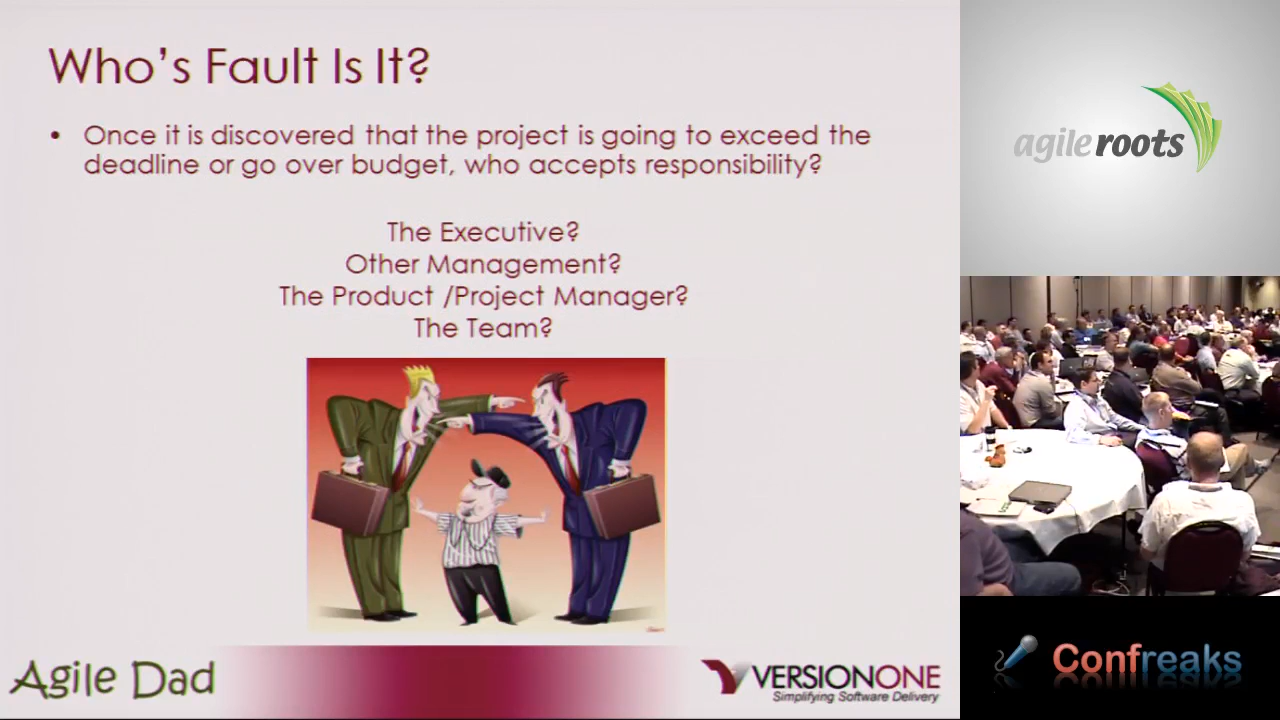 Who's Fault Is It?
• Once it is discovered that the project is going to exceed the
deadline or go over budget, who accepts responsibility?
The Executive?
Other Management?
The Product /Project Manager?
The Team?
Agile Dad
VERSIONONE
Simplifying Software Delivery
agile roots
Confreaks